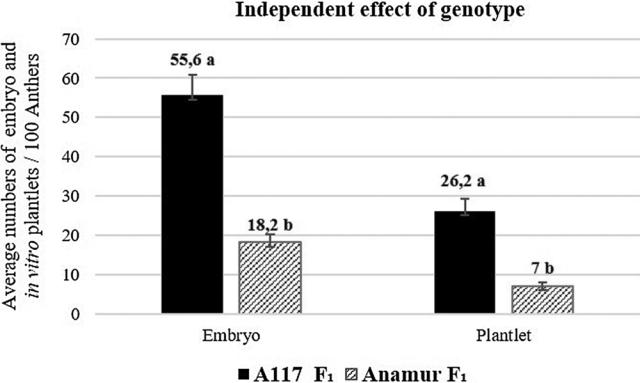 Independent effect of genotype
Average numbers of embryo and
in vitro plantlets / 100 Anthers
70
60
50
40
30
20
10
0
55,6 a
18,2 b
26,2 a
7 b
Embryo
Plantlet
A117 F₁
Anamur F₁